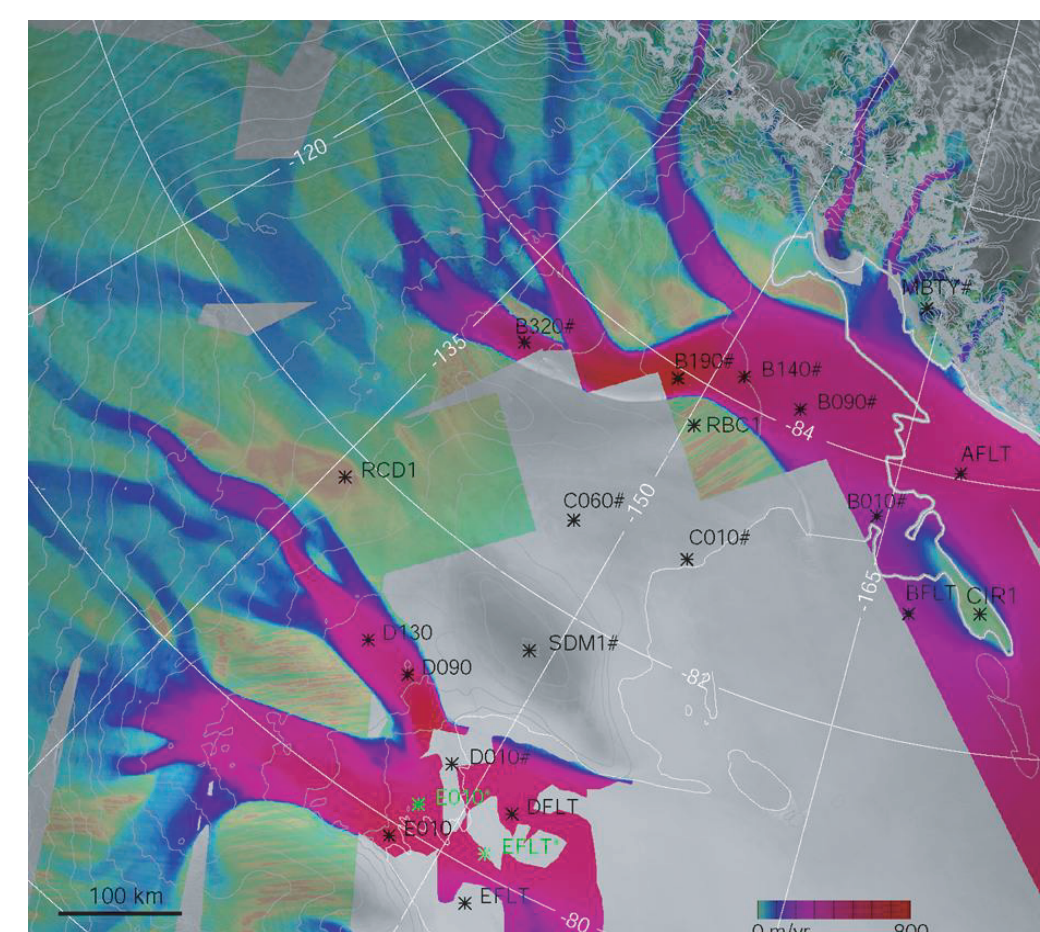 -120
MBTY#
B320#
-135
B190#
B140#
B090#
RBC1
-84
AFLT
RCD1
C060#
-150
B010#
C010#
-165
BFLT
CIR1
D130
SDM1#
D090
-82
D010#
E010*
DFLT
E010
EFLT*
EFLT
100 km
-80
0 m/yr
800